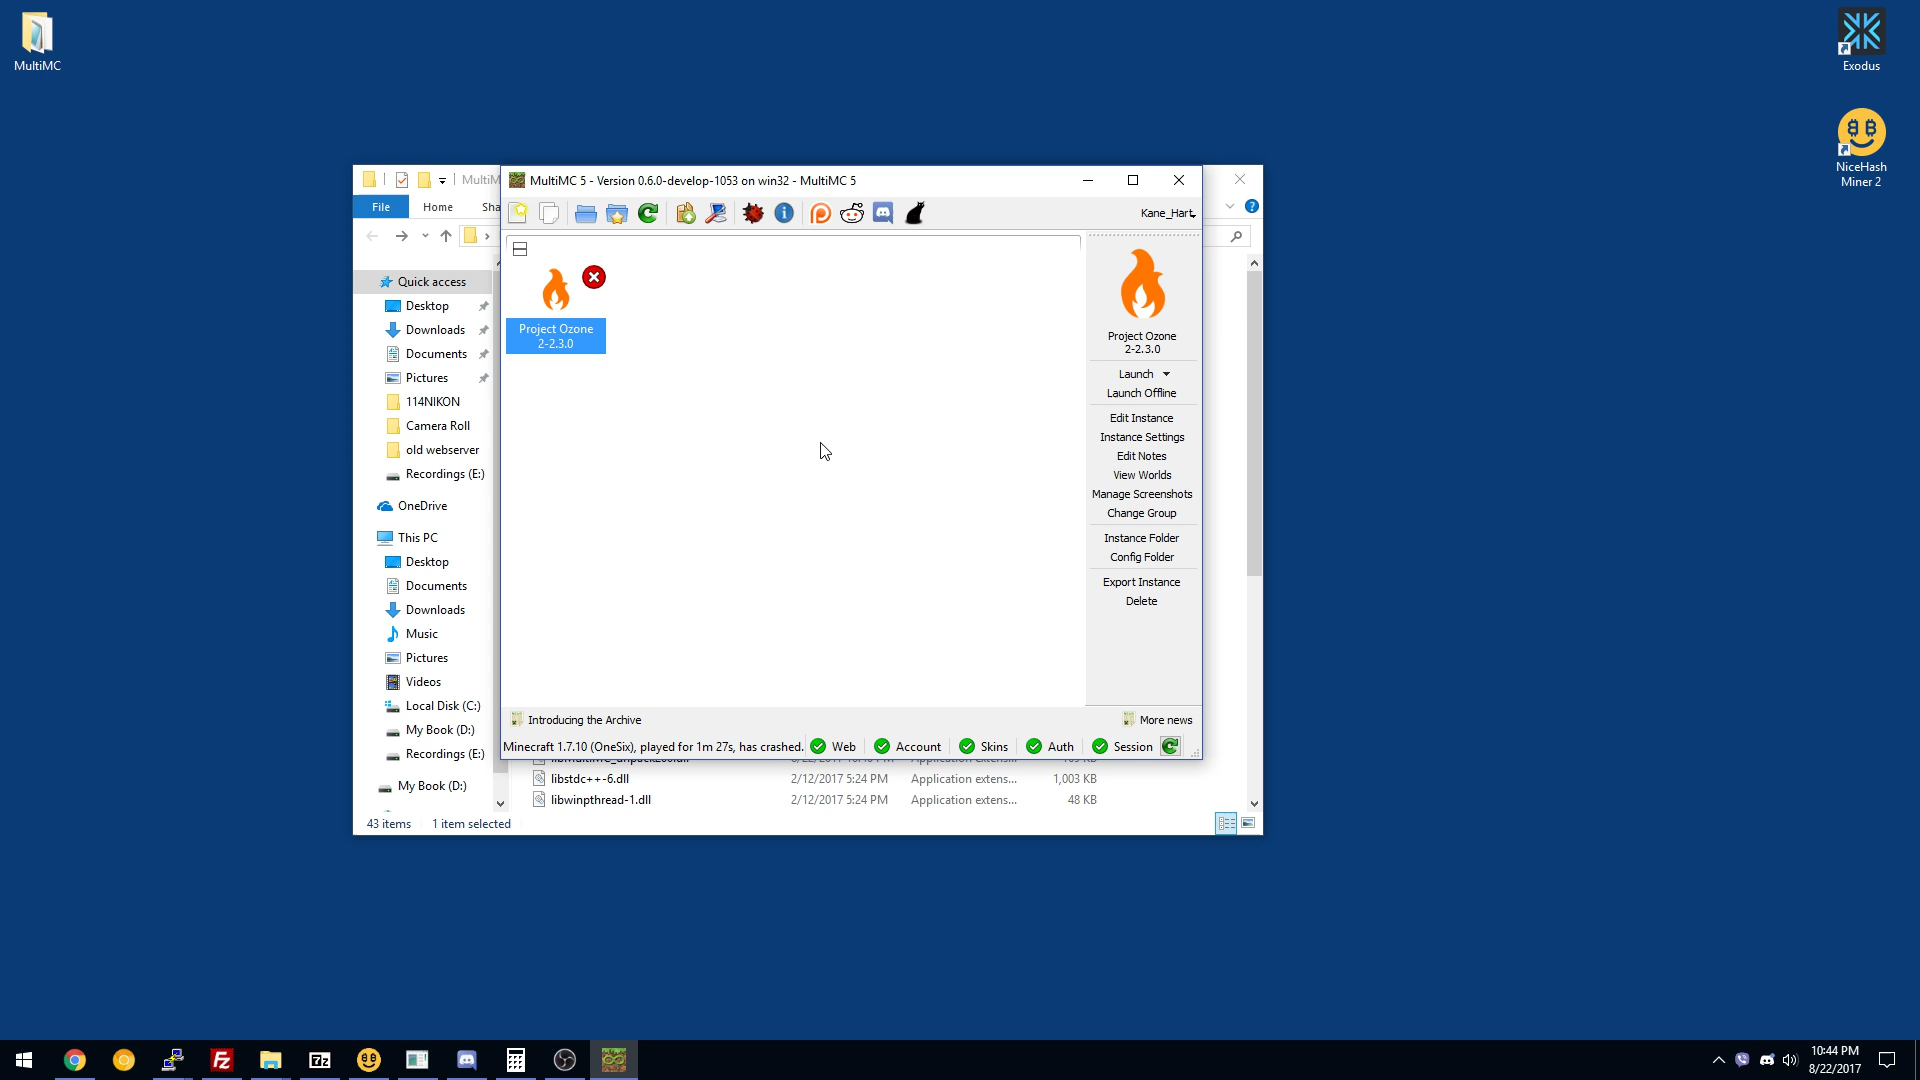 MultiMC
Exodus
NiceHash
Miner 2
MultiM
MultiMC 5 - Version 0.6.0-develop-1053 on win32 - MultiMC 5
File
Home
Sha
Kane_Hart
Quick access
Desktop
Downloads
Documents
Pictures
114NIKON
Camera Roll
old webserver
Recordings (E:)
OneDrive
This PC
Desktop
Documents
Downloads
Music
Pictures
Videos
Local Disk (C:)
My Book (D:)
Recordings (E:)
My Book (D:)
43 items
1 item selected
Project Ozone
2-2.3.0
Project Ozone
2-2.3.0
Launch
Launch Offline
Edit Instance
Instance Settings
Edit Notes
View Worlds
Manage Screenshots
Change Group
Instance Folder
Config Folder
Export Instance
Delete
Introducing the Archive
More news
Minecraft 1.7.10 (OneSix), played for 1m 27s, has crashed.
Web
Account
Skins
Auth
Session
libstdc++-6.dll 2/12/2017 5:24 PM Application extens... 1,003 KB
libwinpthread-1.dll 2/12/2017 5:24 PM Application extens... 48 KB
Fz
7z
10:44 PM
8/22/2017